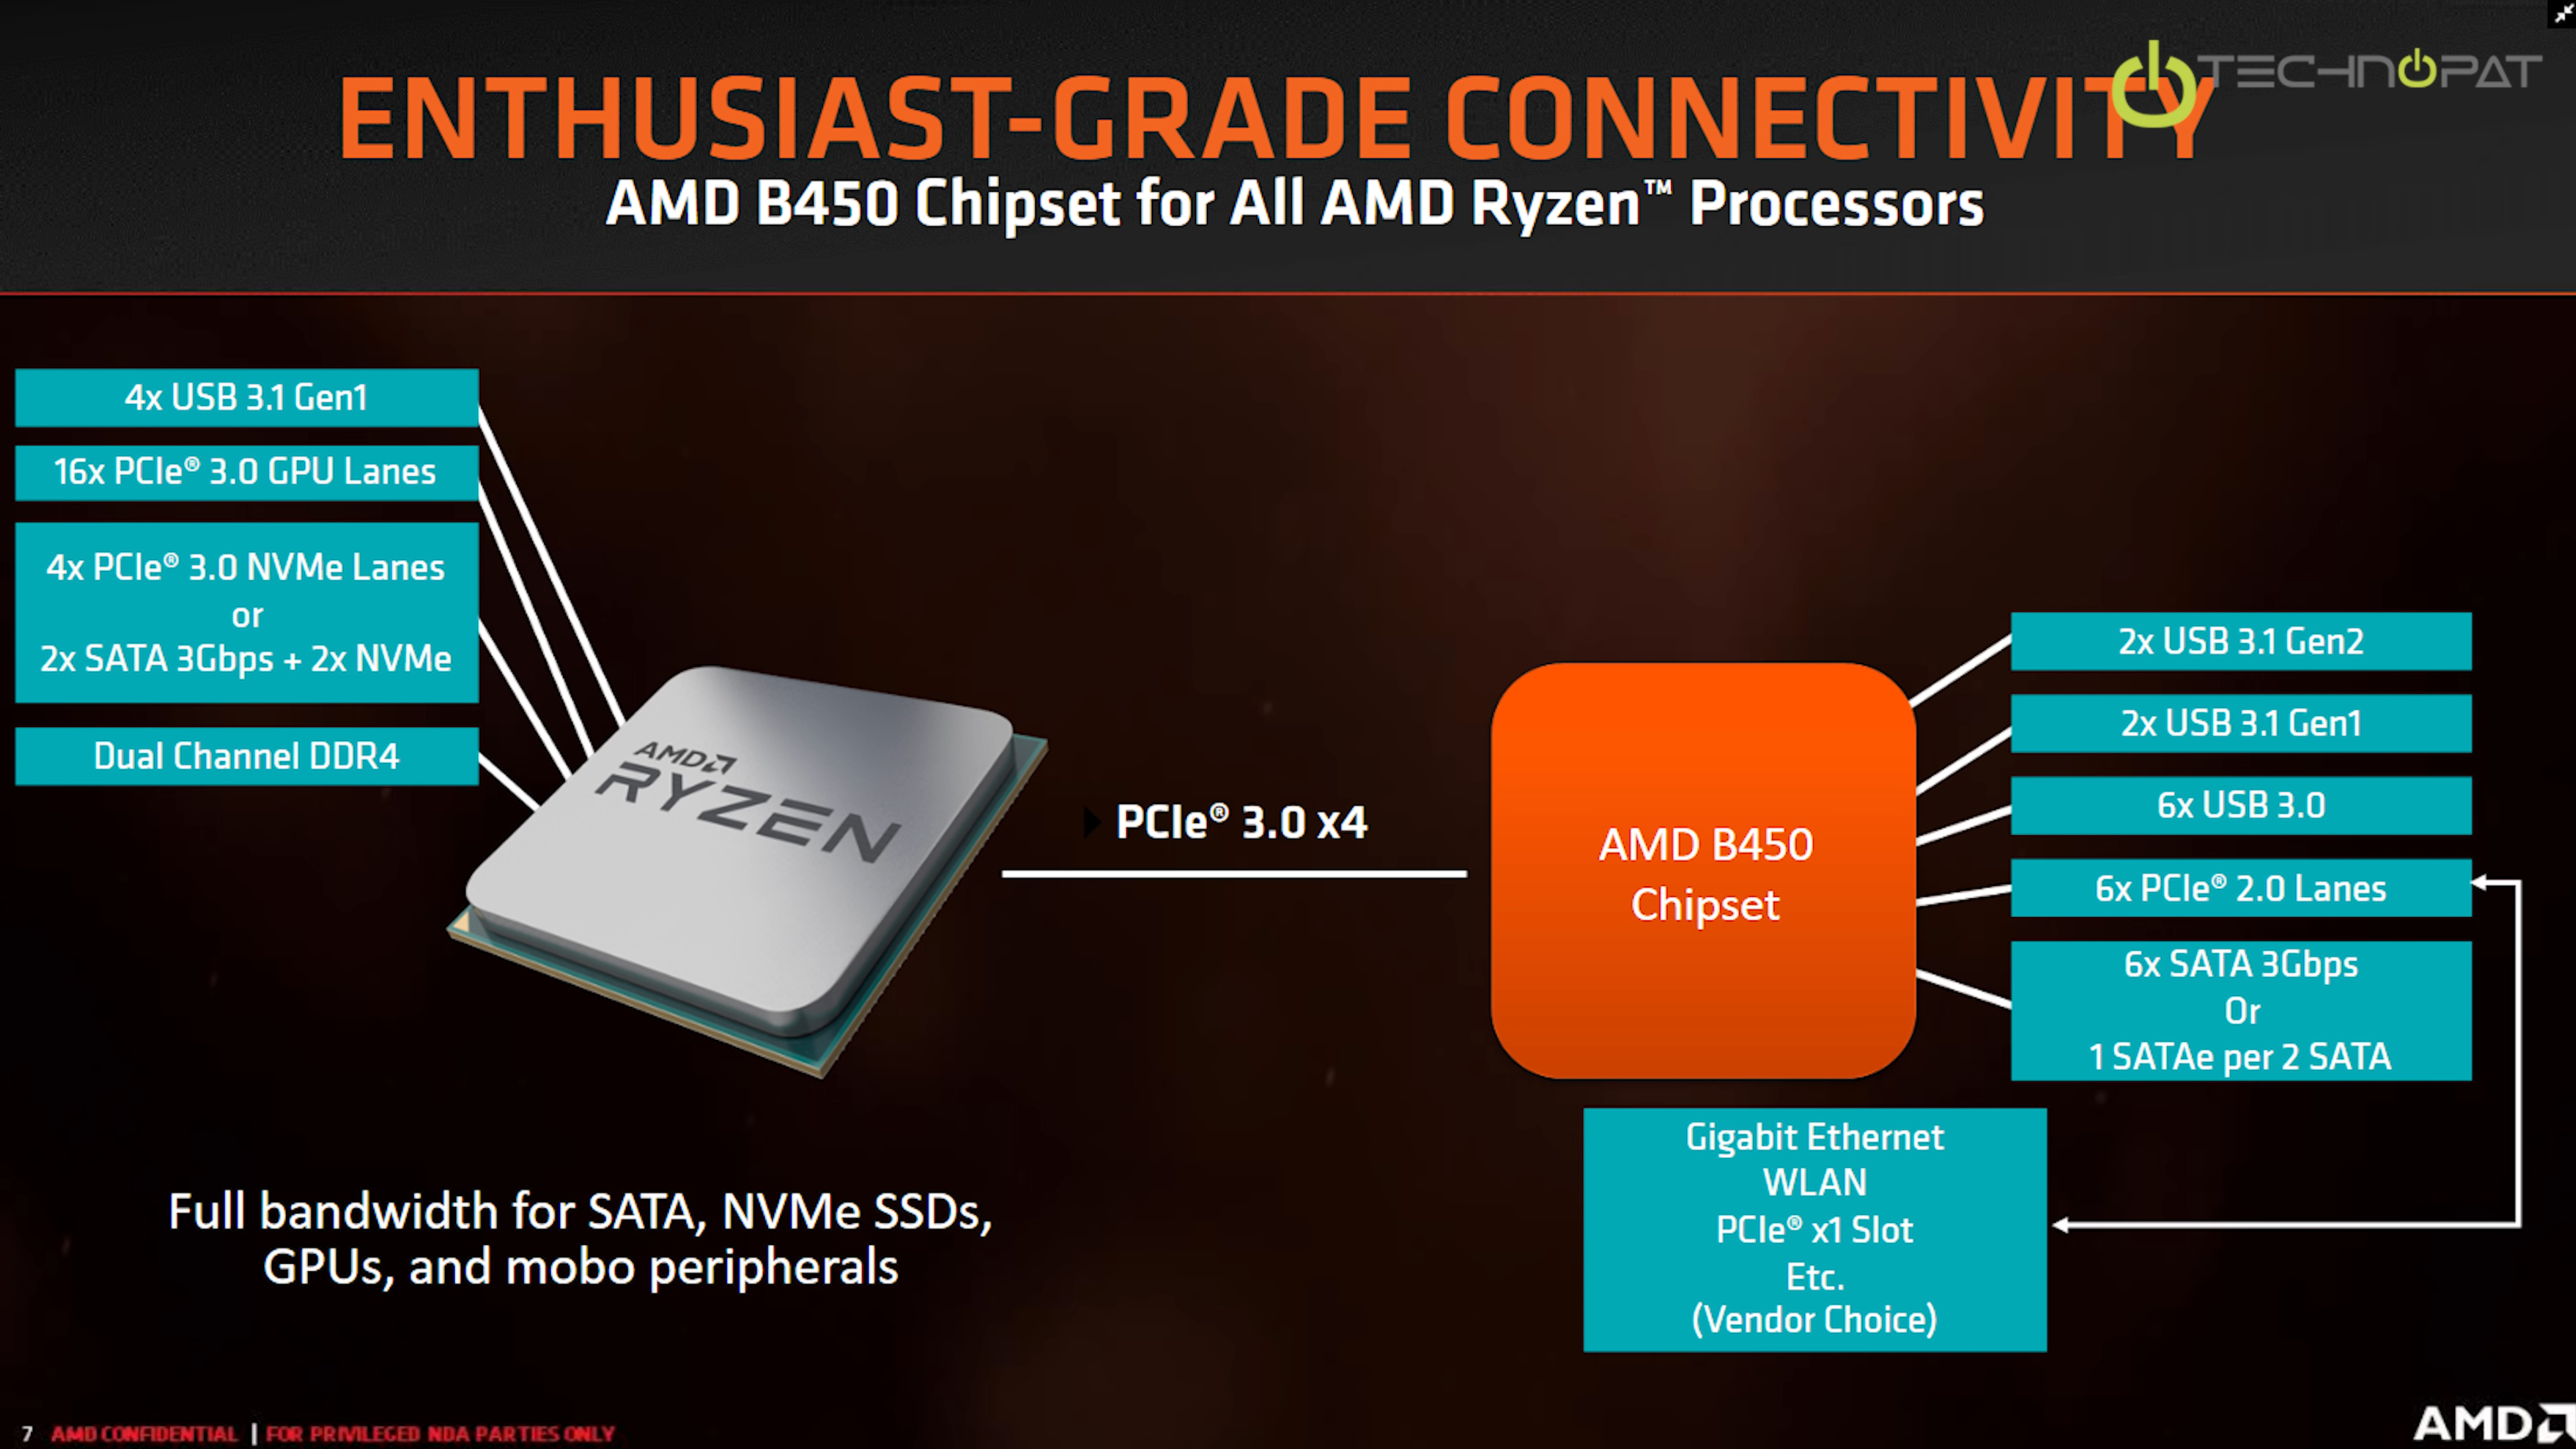 TECHNOPAT
ENTHUSIAST-GRADE CONNECTIVITY
AMD B450 Chipset for All AMD Ryzen™ Processors
4x USB 3.1 Gen1
16x PCIe® 3.0 GPU Lanes
4x PCIe® 3.0 NVMe Lanes
or
2x SATA 3Gbps + 2x NVMe
Dual Channel DDR4
AMD
RYZEN
PCIe® 3.0 x4
AMD B450
Chipset
2x USB 3.1 Gen2
2x USB 3.1 Gen1
6x USB 3.0
6x PCIe® 2.0 Lanes
6x SATA 3Gbps
Or
1 SATAe per 2 SATA
Gigabit Ethernet
WLAN
PCIe® x1 Slot
Etc.
(Vendor Choice)
Full bandwidth for SATA, NVMe SSDs,
GPUs, and mobo peripherals
7 AMD CONFIDENTIAL | FOR PRIVILEGED NDA PARTIES ONLY
AMD